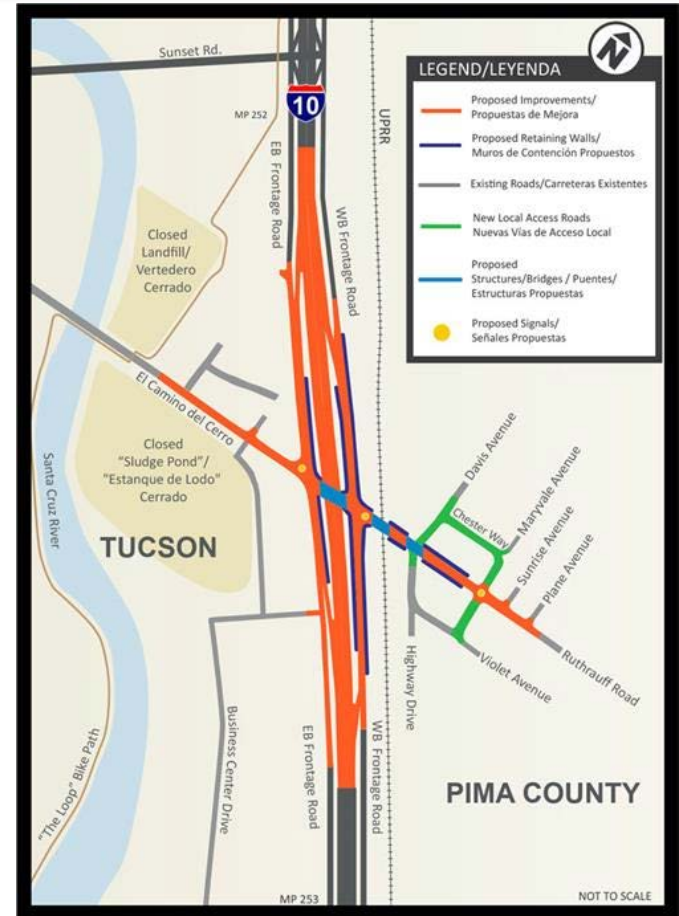 Sunset Rd.
10
MP 252
EB Frontage Road
WB Frontage Road
UPRR
LEGEND/LEYENDA
Proposed Improvements/
Propuestas de Mejora
Proposed Retaining Walls/
Muros de Contención Propuestos
Existing Roads/Carreteras Existentes
New Local Access Roads
Nuevas Vías de Acceso Local
Proposed
Structures/Bridges / Puentes/
Estructuras Propuestas
Proposed Signals/
Señales Propuestas
N
Closed
Landfill/
Vertedero
Cerrado
El Camino del Cerro
Closed
"Sludge Pond"/
"Estanque de Lodo"
Cerrado
Santa Cruz River
TUCSON
Davis Avenue
Chester Way
Maryvale Avenue
Sunrise Avenue
Plane Avenue
Ruthrauff Road
Violet Avenue
Highway Drive
Business Center Drive
EB Frontage Road
WB Frontage Road
"The Loop" Bike Path
PIMA COUNTY
MP 253
NOT TO SCALE